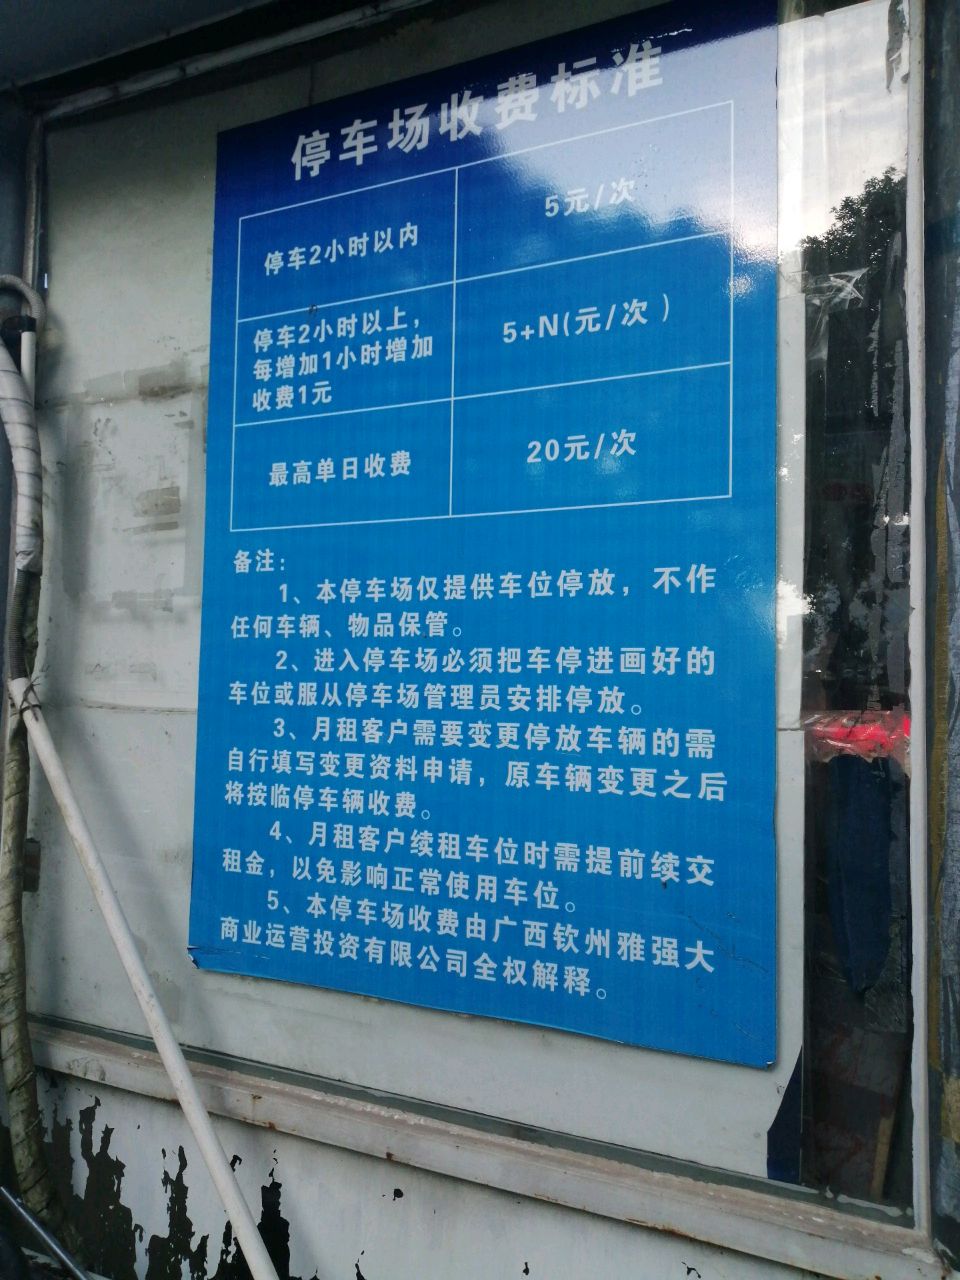 停车场收费标准
停车2小时以内
5元/次
停车2小时以上，
每增加1小时增加
收费1元
5+N(元/次)
最高单日收费
20元/次
备注：
1、本停车场仅提供车位停放，不作
任何车辆、物品保管。
2、进入停车场必须把车停进画好的
车位或服从停车场管理员安排停放。
3、月租客户需要变更停放车辆的需
自行填写变更资料申请，原车辆变更之后
将按临停车辆收费。
4、月租客户续租车位时需提前续交
租金，以免影响正常使用车位。
5、本停车场收费由广西钦州雅强大
商业运营投资有限公司全权解释。